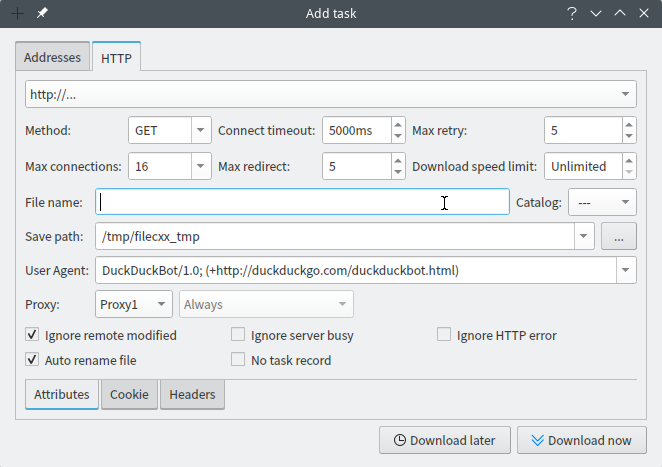 Add task
Addresses HTTP
http://...
Method: GET Connect timeout: 5000ms Max retry: 5
Max connections: 16 Max redirect: 5 Download speed limit: Unlimited
File name: Catalog: ---
Save path: /tmp/filecxx_tmp ...
User Agent: DuckDuckBot/1.0; (+http://duckduckgo.com/duckduckbot.html)
Proxy: Proxy1 Always
Ignore remote modified Ignore server busy Ignore HTTP error
Auto rename file No task record
Attributes Cookie Headers
Download later Download now